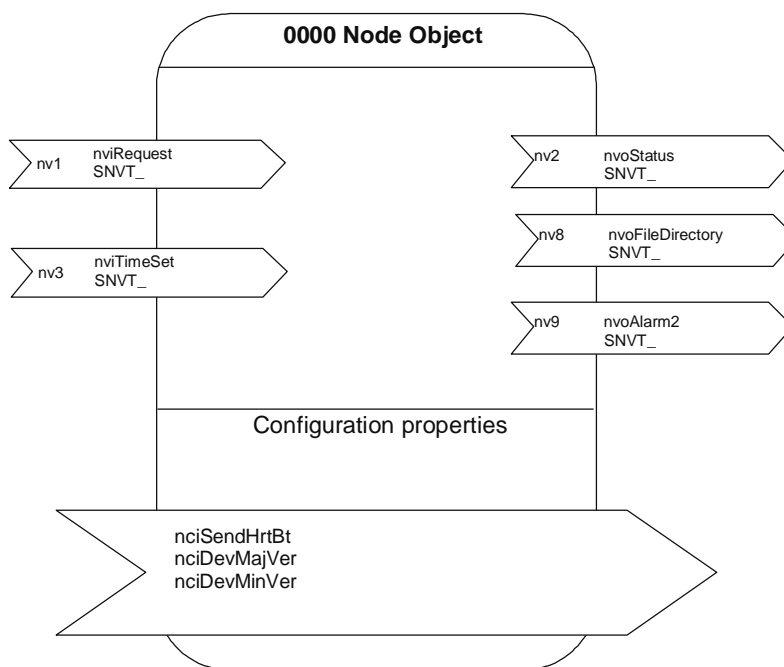 0000 Node Object
nv1 nviRequest
SNVT_
nv2 nvoStatus
SNVT_
nv8 nvoFileDirectory
SNVT_
nv3 nviTimeSet
SNVT_
nv9 nvoAlarm2
SNVT_
Configuration properties
nciSendHrtBt
nciDevMajVer
nciDevMinVer